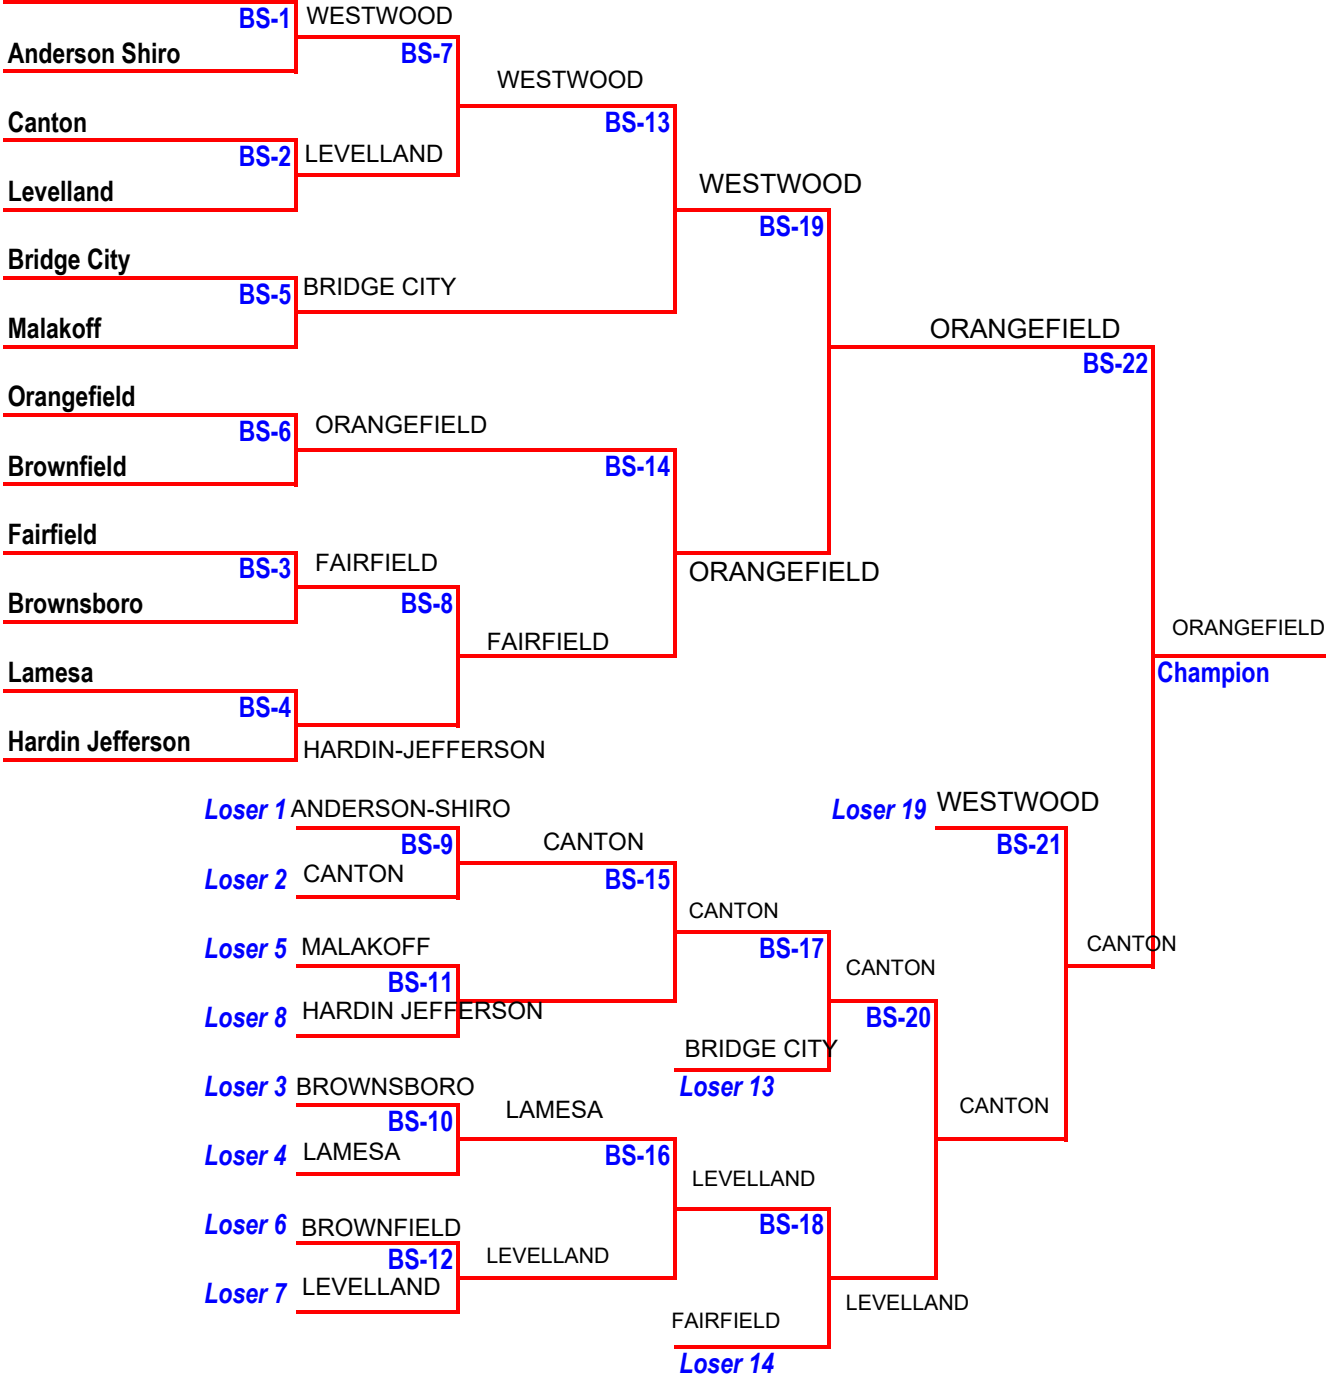 BS-1 WESTWOOD
Anderson Shiro
BS-7
WESTWOOD
Canton
BS-13
BS-2 LEVELLAND
Levelland
WESTWOOD
BS-19
Bridge City
BS-5 BRIDGE CITY
Malakoff
ORANGEFIELD
BS-22
Orangefield
BS-6 ORANGEFIELD
Brownfield
BS-14
Fairfield
BS-3 FAIRFIELD
ORANGEFIELD
Brownsboro
BS-8
FAIRFIELD
ORANGEFIELD
Champion
Lamesa
BS-4
Hardin Jefferson
HARDIN-JEFFERSON
Loser 1 ANDERSON-SHIRO
Loser 19 WESTWOOD
BS-9
CANTON
BS-21
Loser 2 CANTON
BS-15
CANTON
Loser 5 MALAKOFF
BS-17
CANTON
BS-11
CANTON
Loser 8 HARDIN JEFFERSON
BS-20
BRIDGE CITY
Loser 13
Loser 3 BROWNSBORO
BS-10
LAMESA
CANTON
Loser 4 LAMESA
BS-16
LEVELLAND
Loser 6 BROWNFIELD
BS-18
BS-12
LEVELLAND
Loser 7 LEVELLAND
LEVELLAND
FAIRFIELD
Loser 14